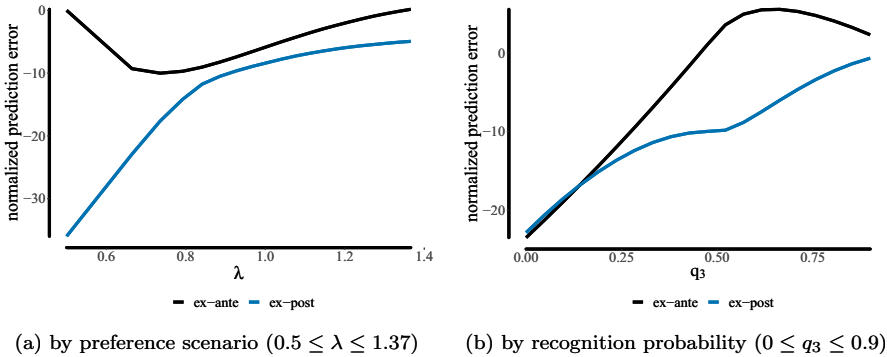 normalized prediction error
0
−10
−20
−30
0.6 0.8 1.0 1.2 1.4
λ
ex−ante ex−post
(a) by preference scenario (0.5 ≤ λ ≤ 1.37)
normalized prediction error
0
−10
−20
0.00 0.25 0.50 0.75
q₃
ex−ante ex−post
(b) by recognition probability (0 ≤ q₃ ≤ 0.9)